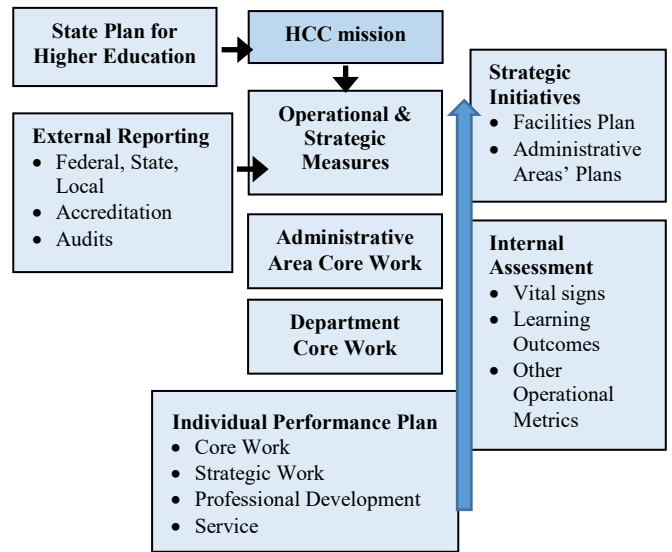 State Plan for
Higher Education
HCC mission
Operational &
Strategic
Measures
External Reporting
• Federal, State,
Local
• Accreditation
• Audits
Strategic
Initiatives
• Facilities Plan
• Administrative
Areas’ Plans
Administrative
Area Core Work
Internal
Assessment
• Vital signs
• Learning
Outcomes
• Other
Operational
Metrics
Department
Core Work
Individual Performance Plan
• Core Work
• Strategic Work
• Professional Development
• Service